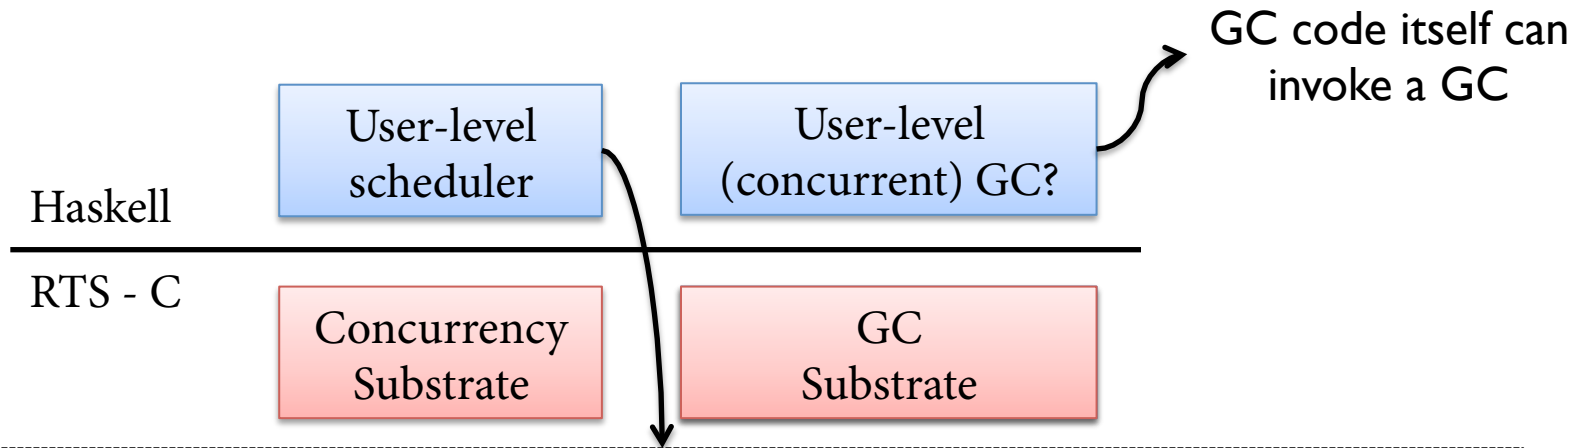 GC code itself can
invoke a GC
User-level
scheduler
User-level
(concurrent) GC?
Haskell
RTS - C
Concurrency
Substrate
GC
Substrate